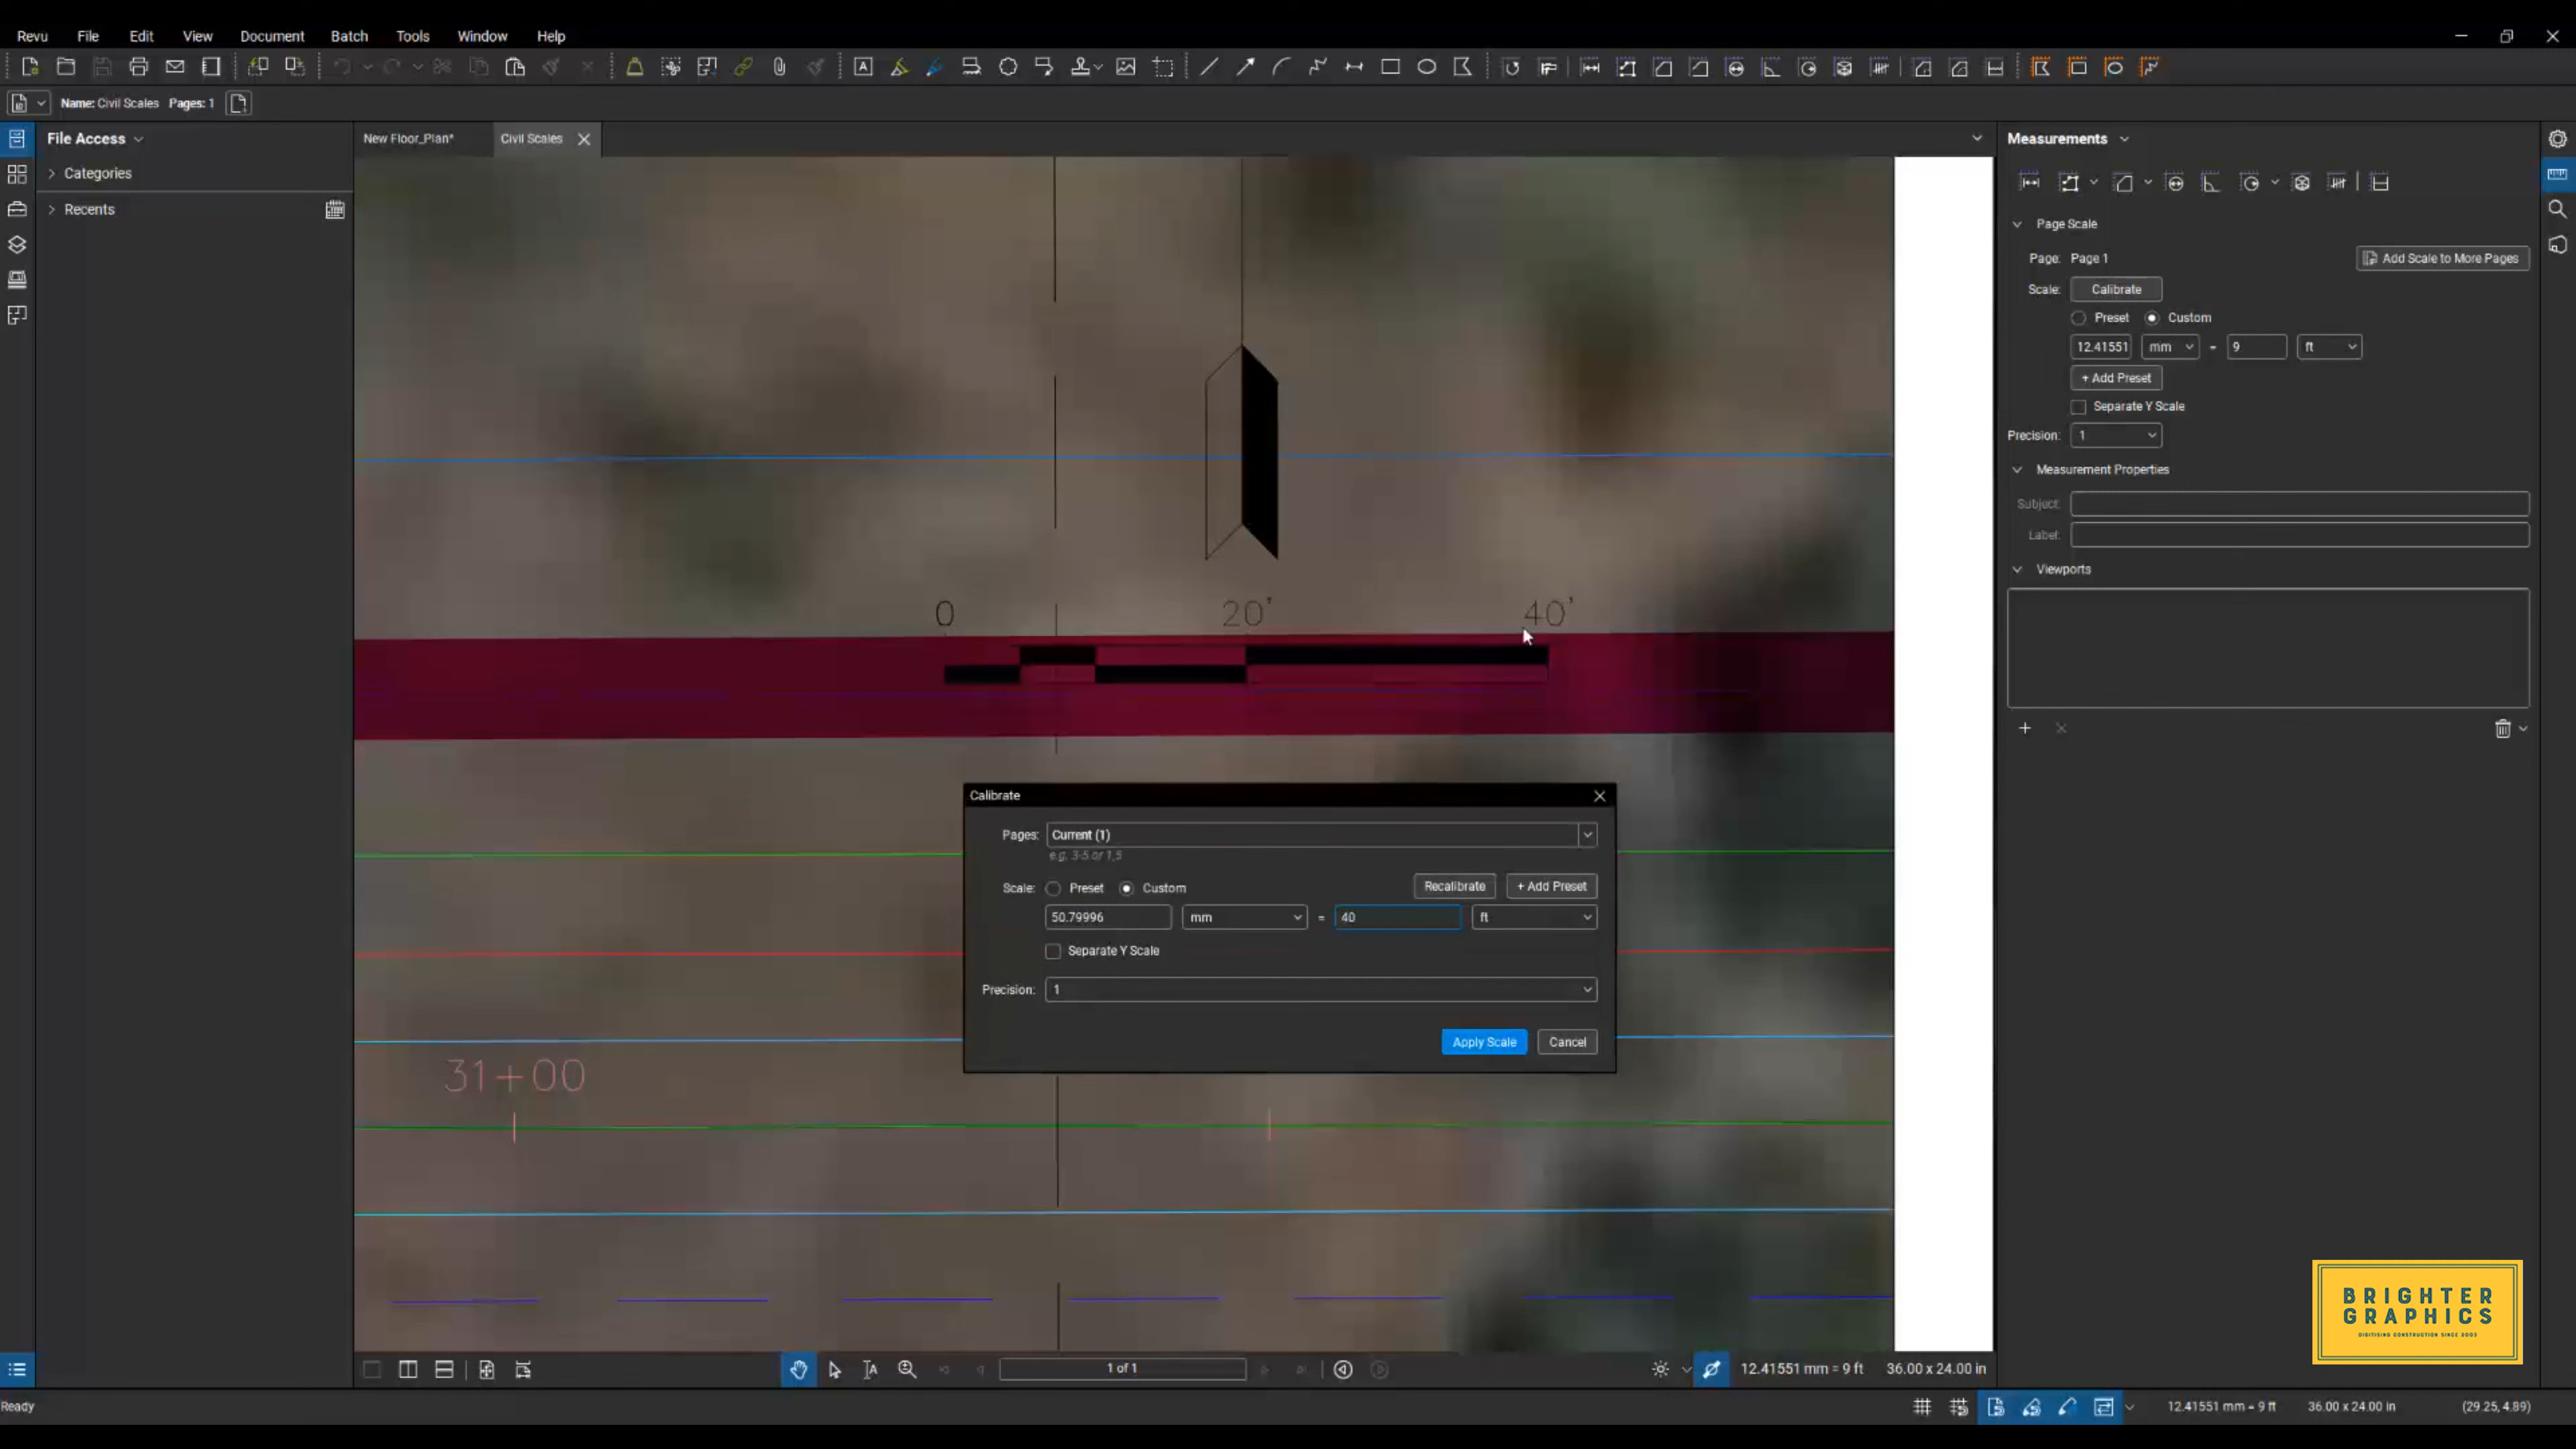 Revu File Edit View Document Batch Tools Window Help
Name: Civil Scales Pages: 1
File Access
Categories
Recents
New Floor_Plan*
Civil Scales
0
20'
40'
31+00
Calibrate
Pages: Current (1)
e.g. 3-5 or 1,5
Scale: Preset Custom
Recalibrate
+ Add Preset
50.79996 mm = 40 ft
Separate Y Scale
Precision: 1
Apply Scale
Cancel
Measurements
Page Scale
Page: Page 1
Add Scale to More Pages
Scale: Calibrate
Preset Custom
12.41551 mm = 9 ft
+ Add Preset
Separate Y Scale
Precision: 1
Measurement Properties
Subject:
Label:
Viewports
BRIGHTER
GRAPHICS
DIGITISING CONSTRUCTION SINCE 2003
1 of 1
12.41551 mm = 9 ft
36.00 x 24.00 in
Ready
12.41551 mm = 9 ft
36.00 x 24.00 in
(29.25, 4.89)